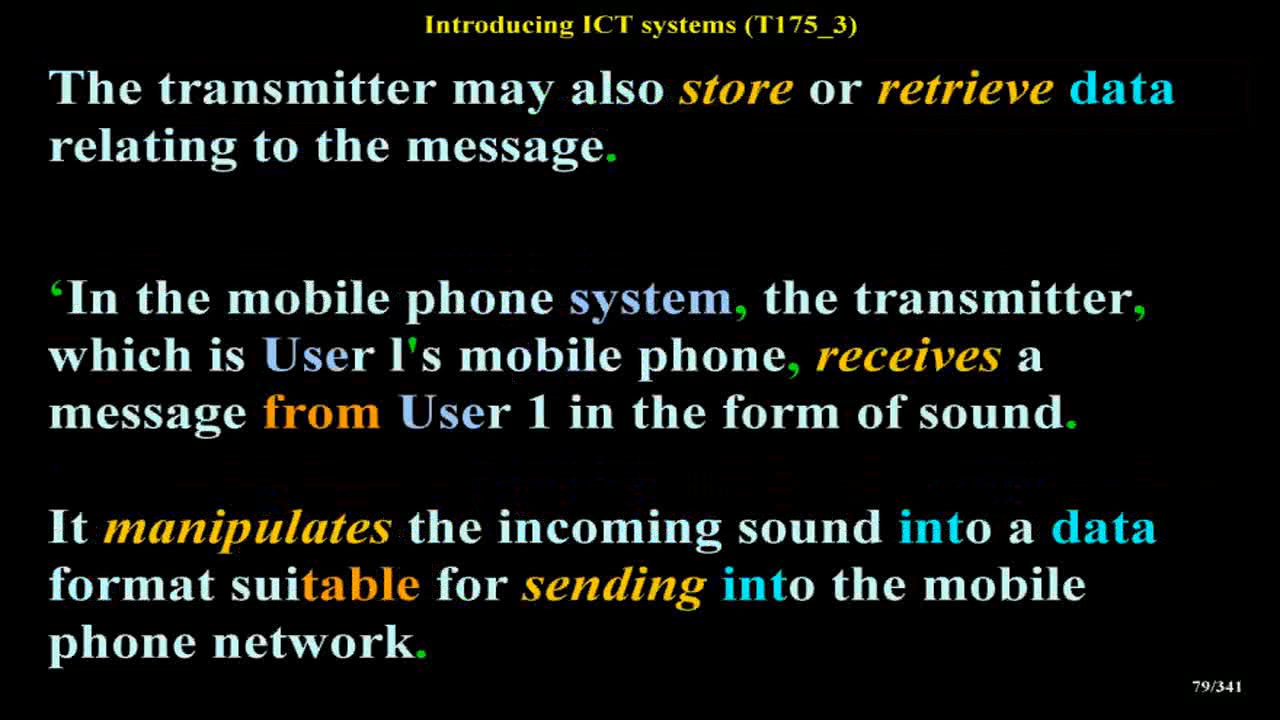 Introducing ICT systems (T175_3)
The transmitter may also store or retrieve data
relating to the message.
‘In the mobile phone system, the transmitter,
which is User l's mobile phone, receives a
message from User 1 in the form of sound.
It manipulates the incoming sound into a data
format suitable for sending into the mobile
phone network.
79/341